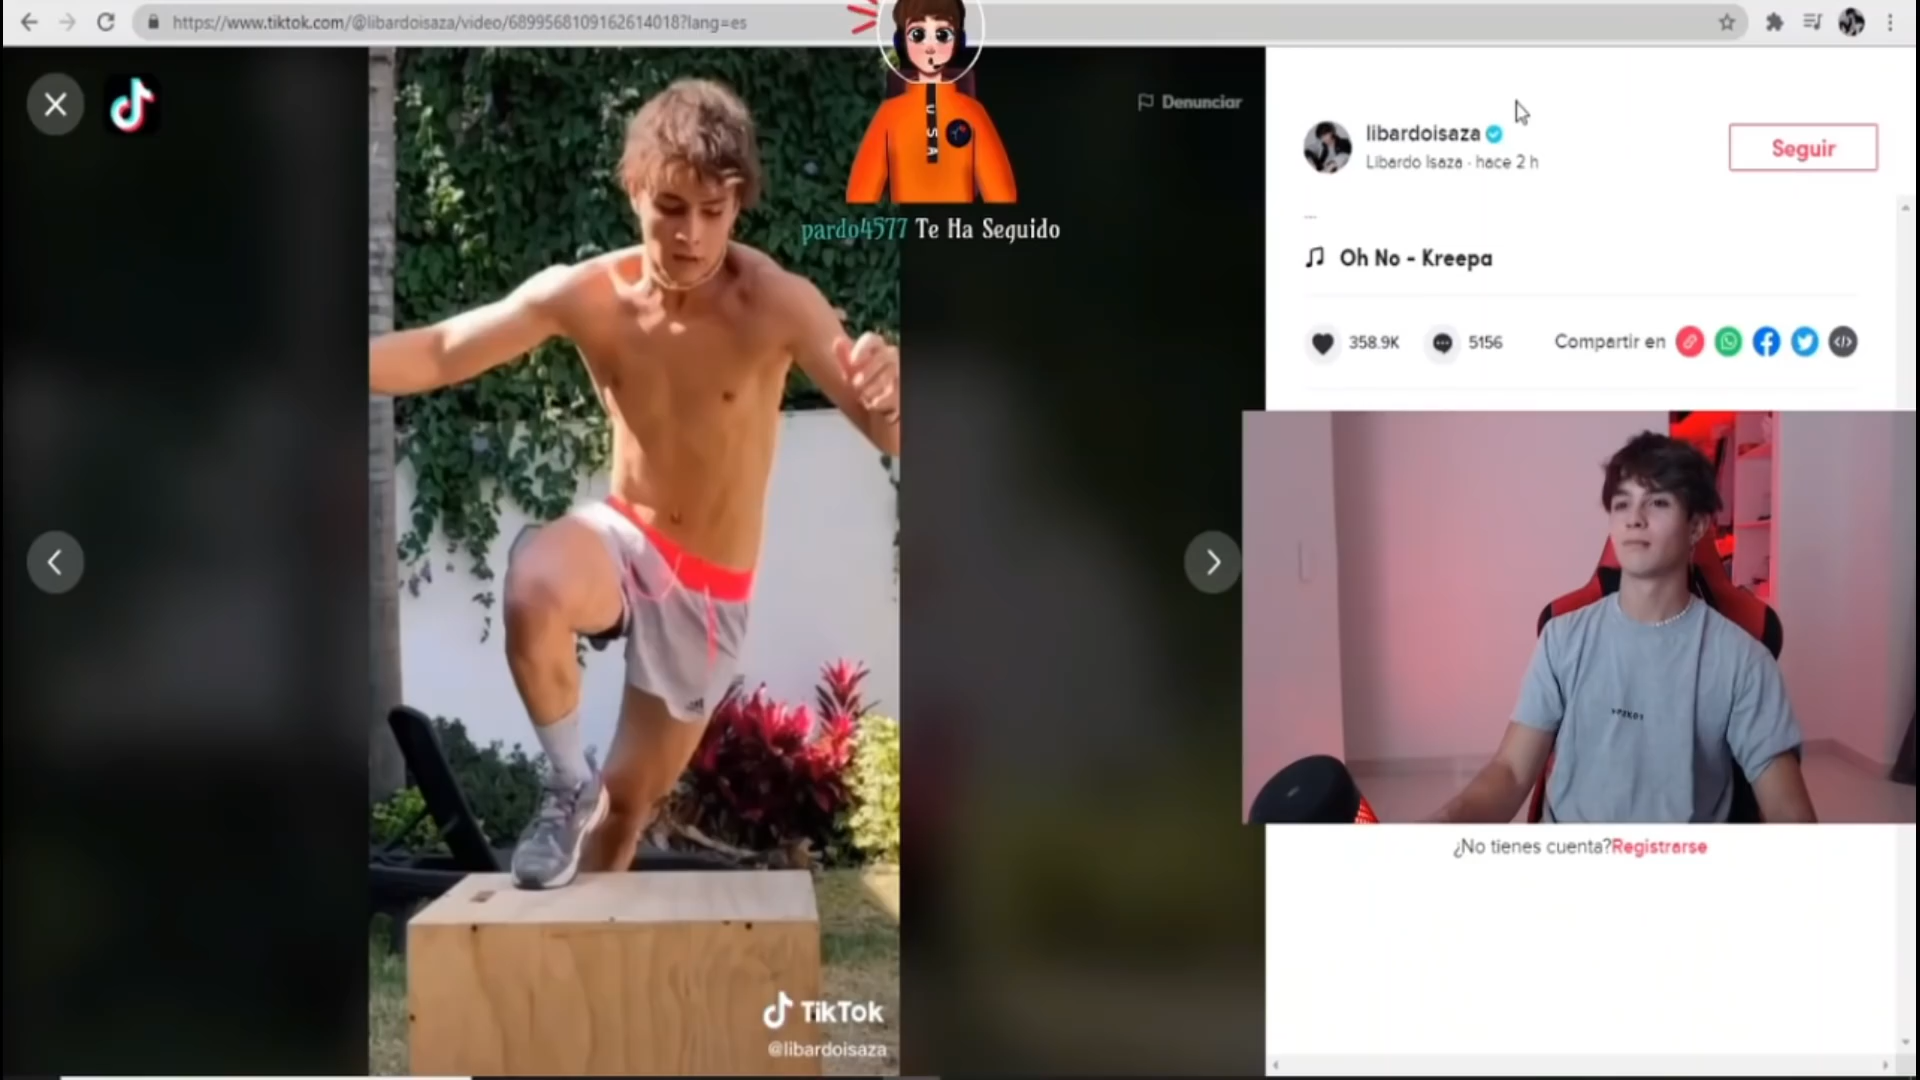 https://www.tiktok.com/@libardoisaza/video/6899568109162614018?lang=es
Denunciar
USA
pardo4577 Te Ha Seguido
libardoisaza
Libardo Isaza · hace 2 h
Seguir
...
Oh No - Kreepa
358.9K
5156
Compartir en
¿No tienes cuenta?Registrarse
TikTok
@libardoisaza